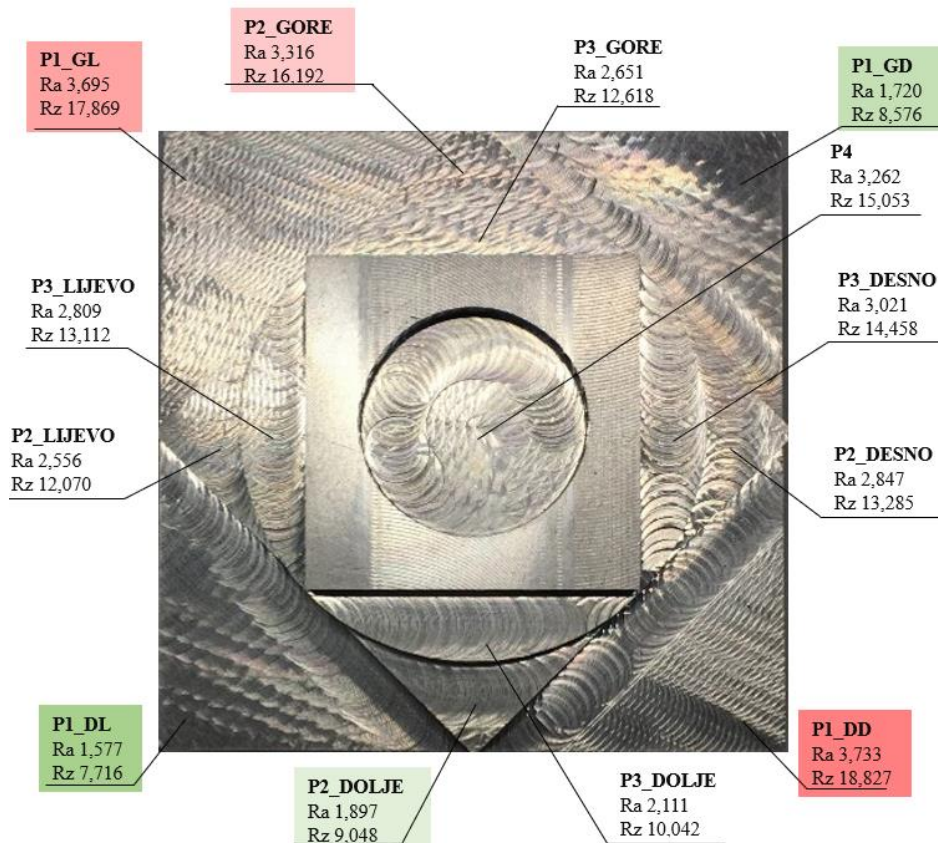 P2_GORE
Ra 3,316
Rz 16,192
P3_GORE
Ra 2,651
Rz 12,618
P1_GL
Ra 3,695
Rz 17,869
P1_GD
Ra 1,720
Rz 8,576
P4
Ra 3,262
Rz 15,053
P3_LIJEVO
Ra 2,809
Rz 13,112
P3_DESNO
Ra 3,021
Rz 14,458
P2_LIJEVO
Ra 2,556
Rz 12,070
P2_DESNO
Ra 2,847
Rz 13,285
P1_DL
Ra 1,577
Rz 7,716
P2_DOLJE
Ra 1,897
Rz 9,048
P3_DOLJE
Ra 2,111
Rz 10,042
P1_DD
Ra 3,733
Rz 18,827